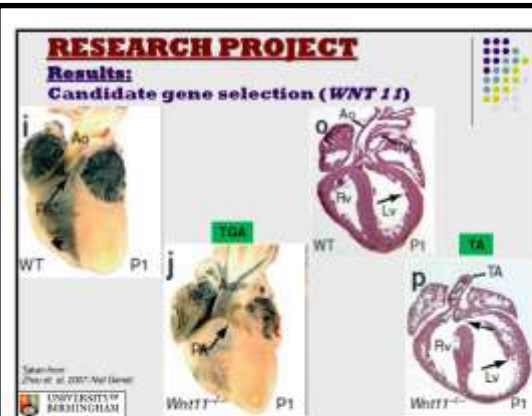 RESEARCH PROJECT
Results:
Candidate gene selection (WNT 11)
i
Ao
WT
P1
TGA
PA
Wnt11-/-
P1
o
Ao
Rv
Lv
WT
P1
TA
p
TA
Rv
Lv
Wnt11-/-
P1
Taken from
Zhou et al. 2007: Nat Genet
UNIVERSITY OF
BIRMINGHAM